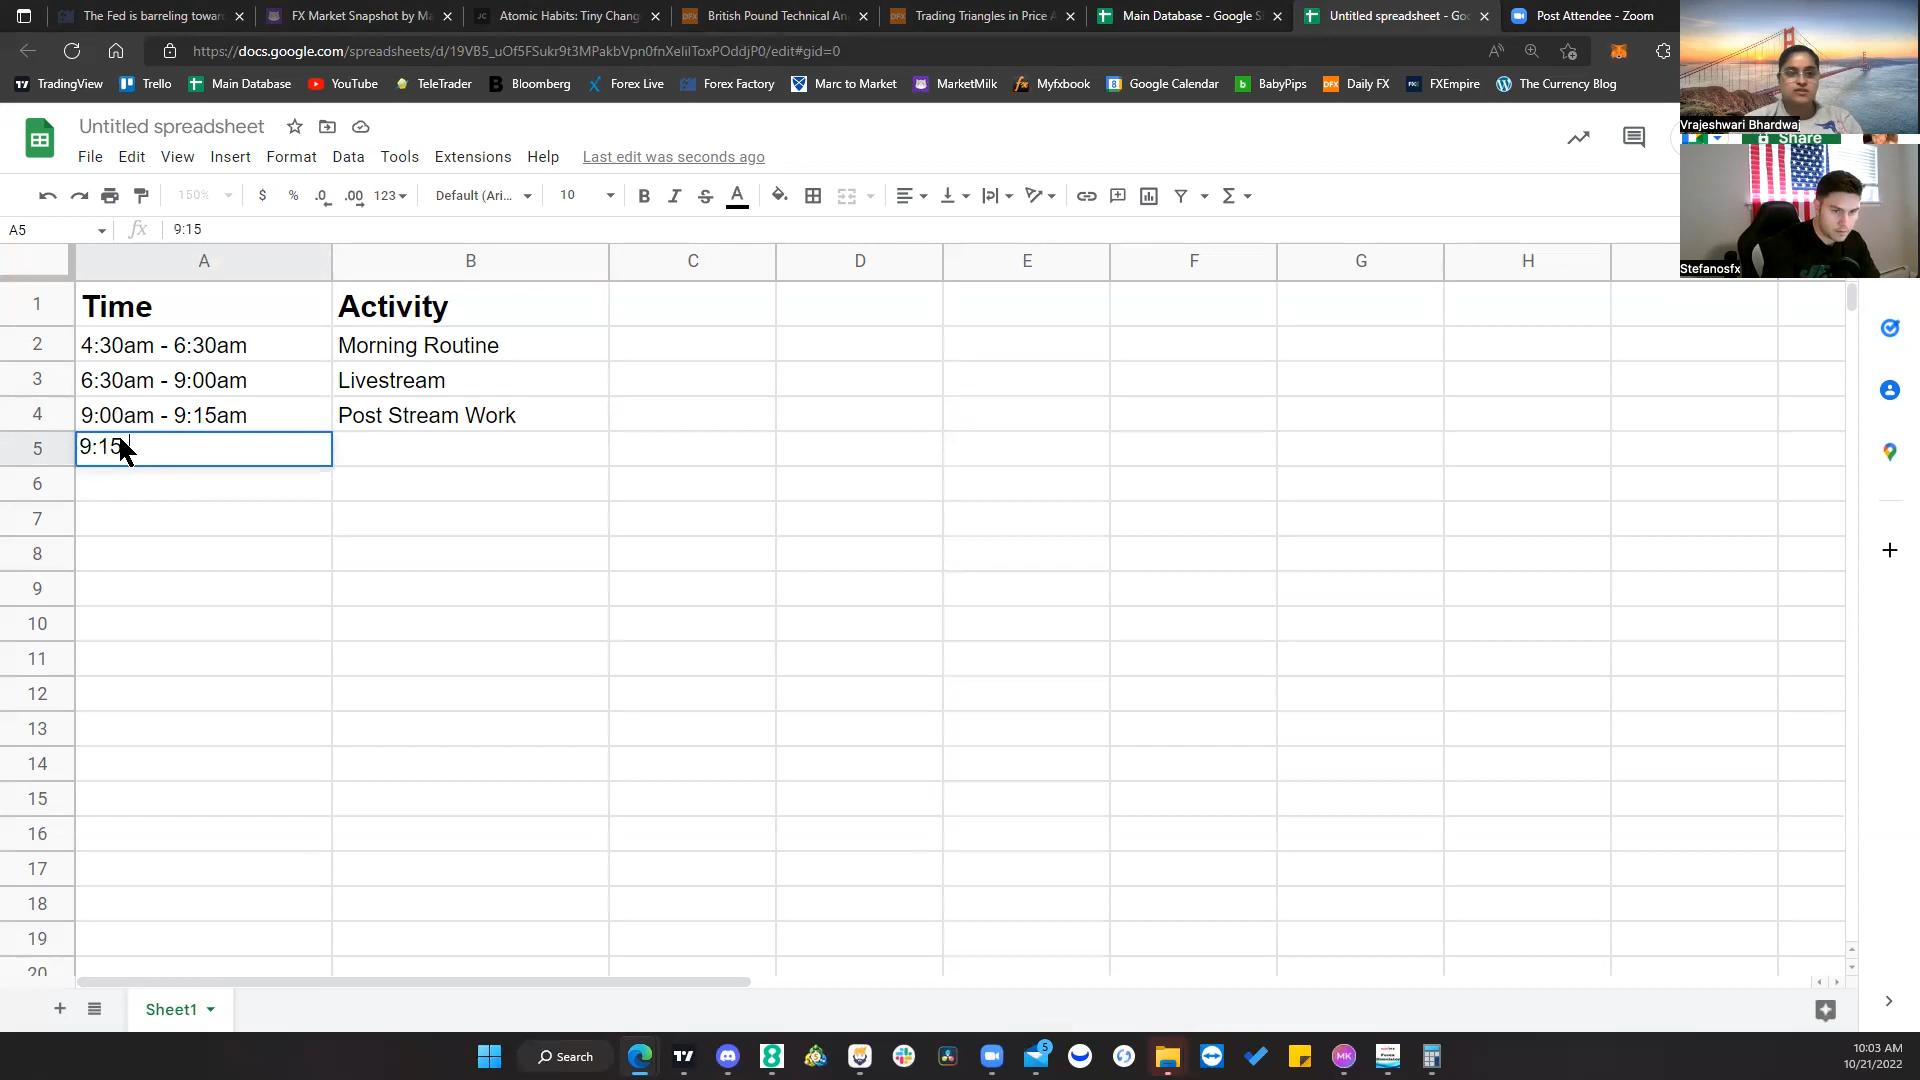 The Fed is barreling towar
FX Market Snapshot by Ma
Atomic Habits: Tiny Chang
British Pound Technical An
Trading Triangles in Price A
Main Database - Google S
Untitled spreadsheet - Goo
Post Attendee - Zoom
https://docs.google.com/spreadsheets/d/19VB5_uOf5FSukr9t3MPakbVpn0fnXeliIToxPOddjP0/edit#gid=0
TradingView
Trello
Main Database
YouTube
TeleTrader
Bloomberg
Forex Live
Forex Factory
Marc to Market
MarketMilk
Myfxbook
Google Calendar
BabyPips
Daily FX
FXEmpire
The Currency Blog
Vrajeshwari Bhardwaj
Share
Stefanosfx
Untitled spreadsheet
File Edit View Insert Format Data Tools Extensions Help Last edit was seconds ago
150% $ % .0 .00 123 Default (Ari... 10 B I S A
A5 fx 9:15
A B C D E F G H
1 Time Activity
2 4:30am - 6:30am Morning Routine
3 6:30am - 9:00am Livestream
4 9:00am - 9:15am Post Stream Work
5 9:15
6
7
8
9
10
11
12
13
14
15
16
17
18
19
20
Sheet1
Search
5
MK
10:03 AM
10/21/2022